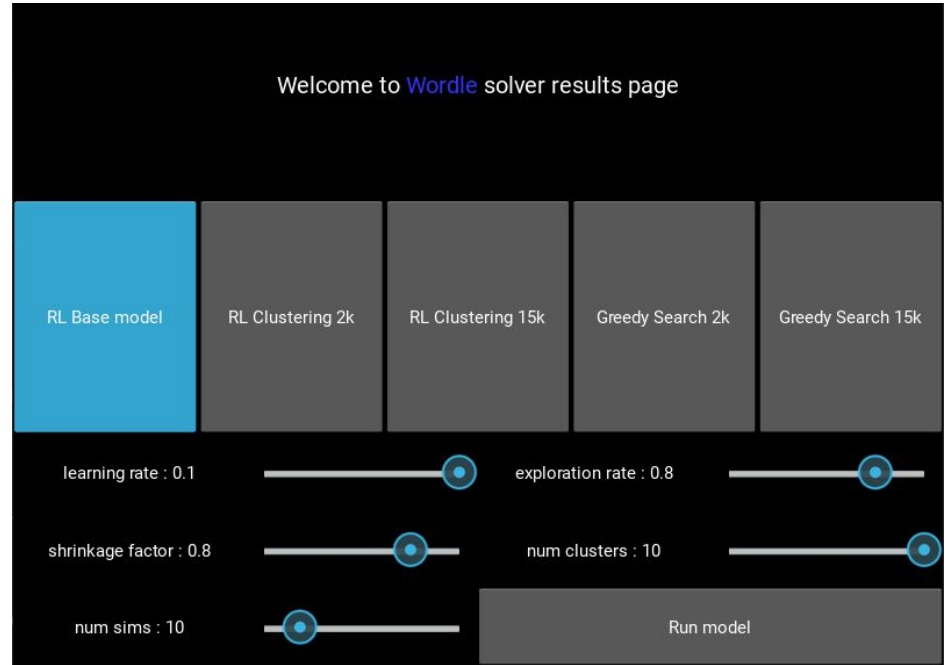 Welcome to Wordle solver results page
RL Base model
RL Clustering 2k
RL Clustering 15k
Greedy Search 2k
Greedy Search 15k
learning rate : 0.1
exploration rate : 0.8
shrinkage factor : 0.8
num clusters : 10
num sims : 10
Run model